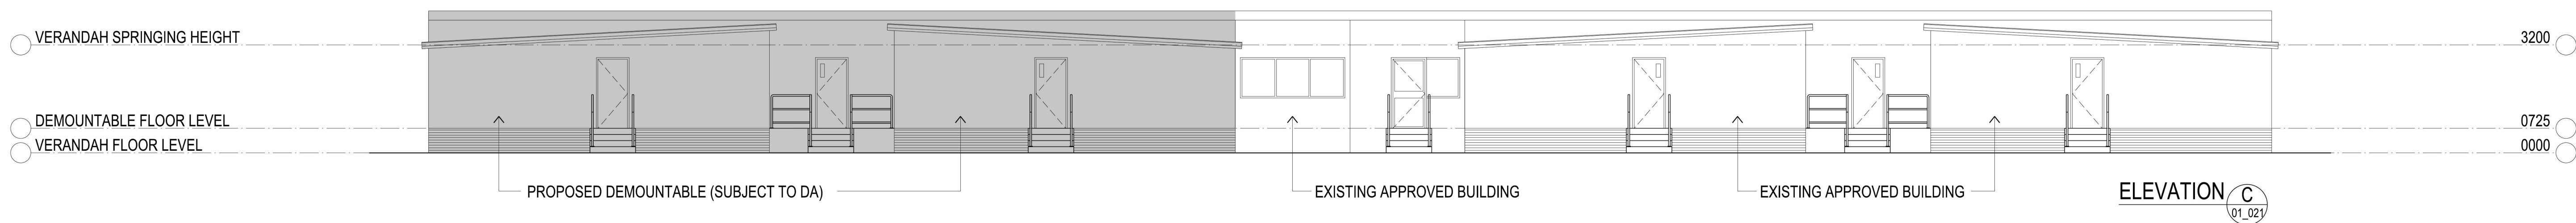 VERANDAH SPRINGING HEIGHT
3200
DEMOUNTABLE FLOOR LEVEL
0725
VERANDAH FLOOR LEVEL
0000
PROPOSED DEMOUNTABLE (SUBJECT TO DA)
EXISTING APPROVED BUILDING
EXISTING APPROVED BUILDING
ELEVATION
C
01_021